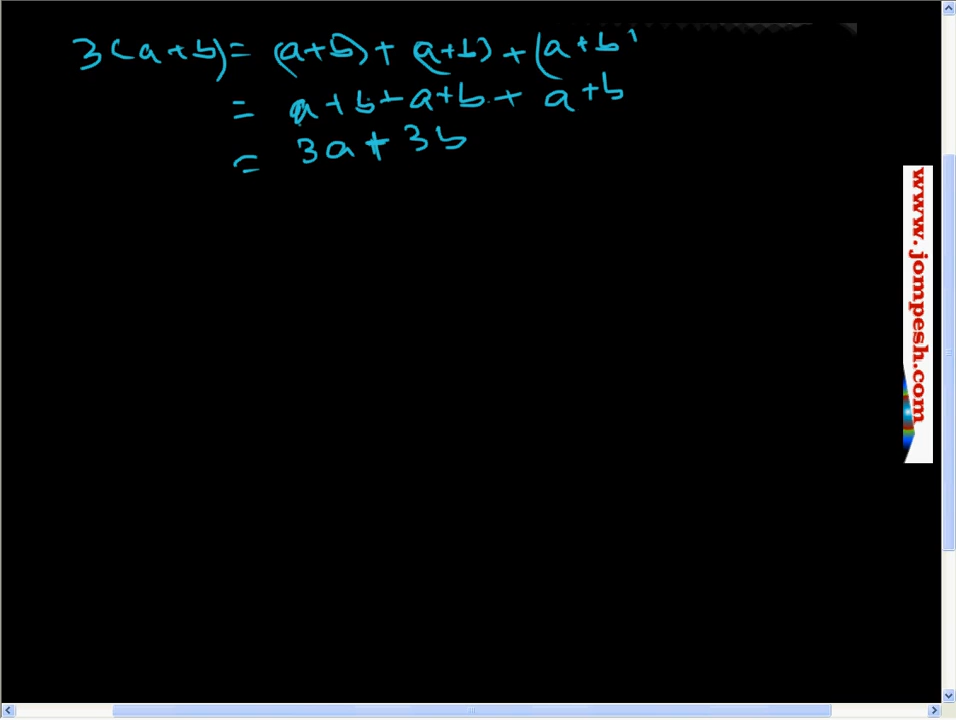 3(a+b)= (a+b) + (a+b) + (a+b)
= a+b+a+b+ a+b
= 3a+ 3b
www.jompesh.com